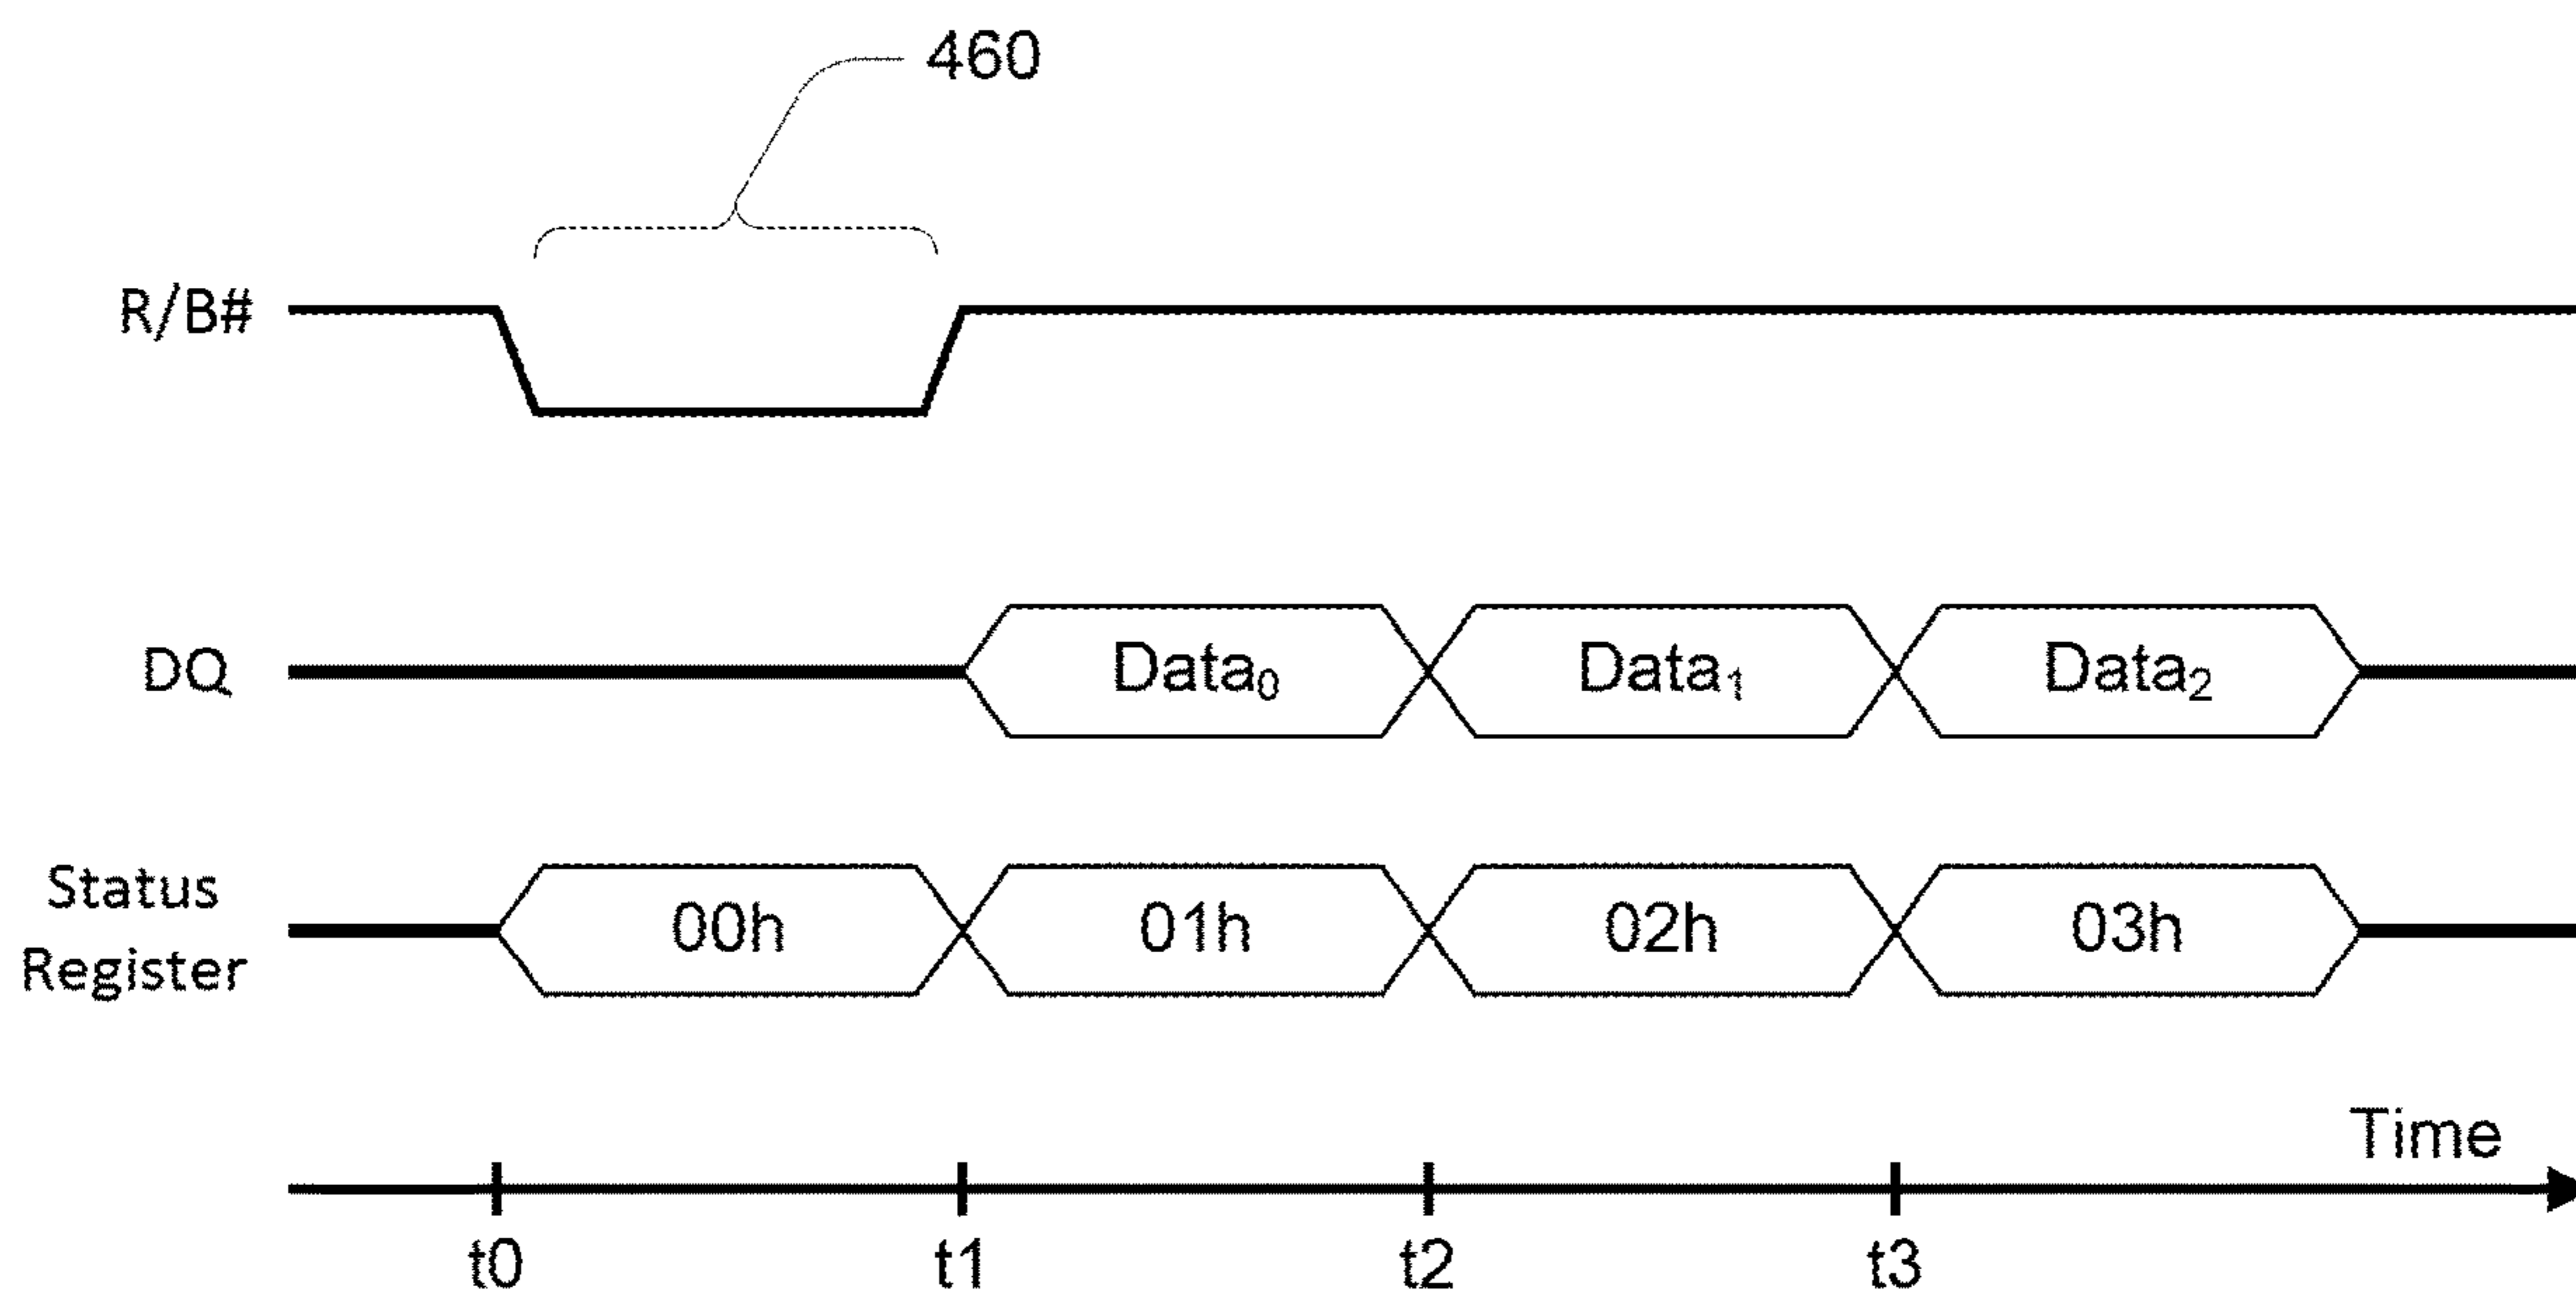 460
R/B#
DQ Data₀ Data₁ Data₂
Status
Register
00h 01h 02h 03h
Time
t0 t1 t2 t3